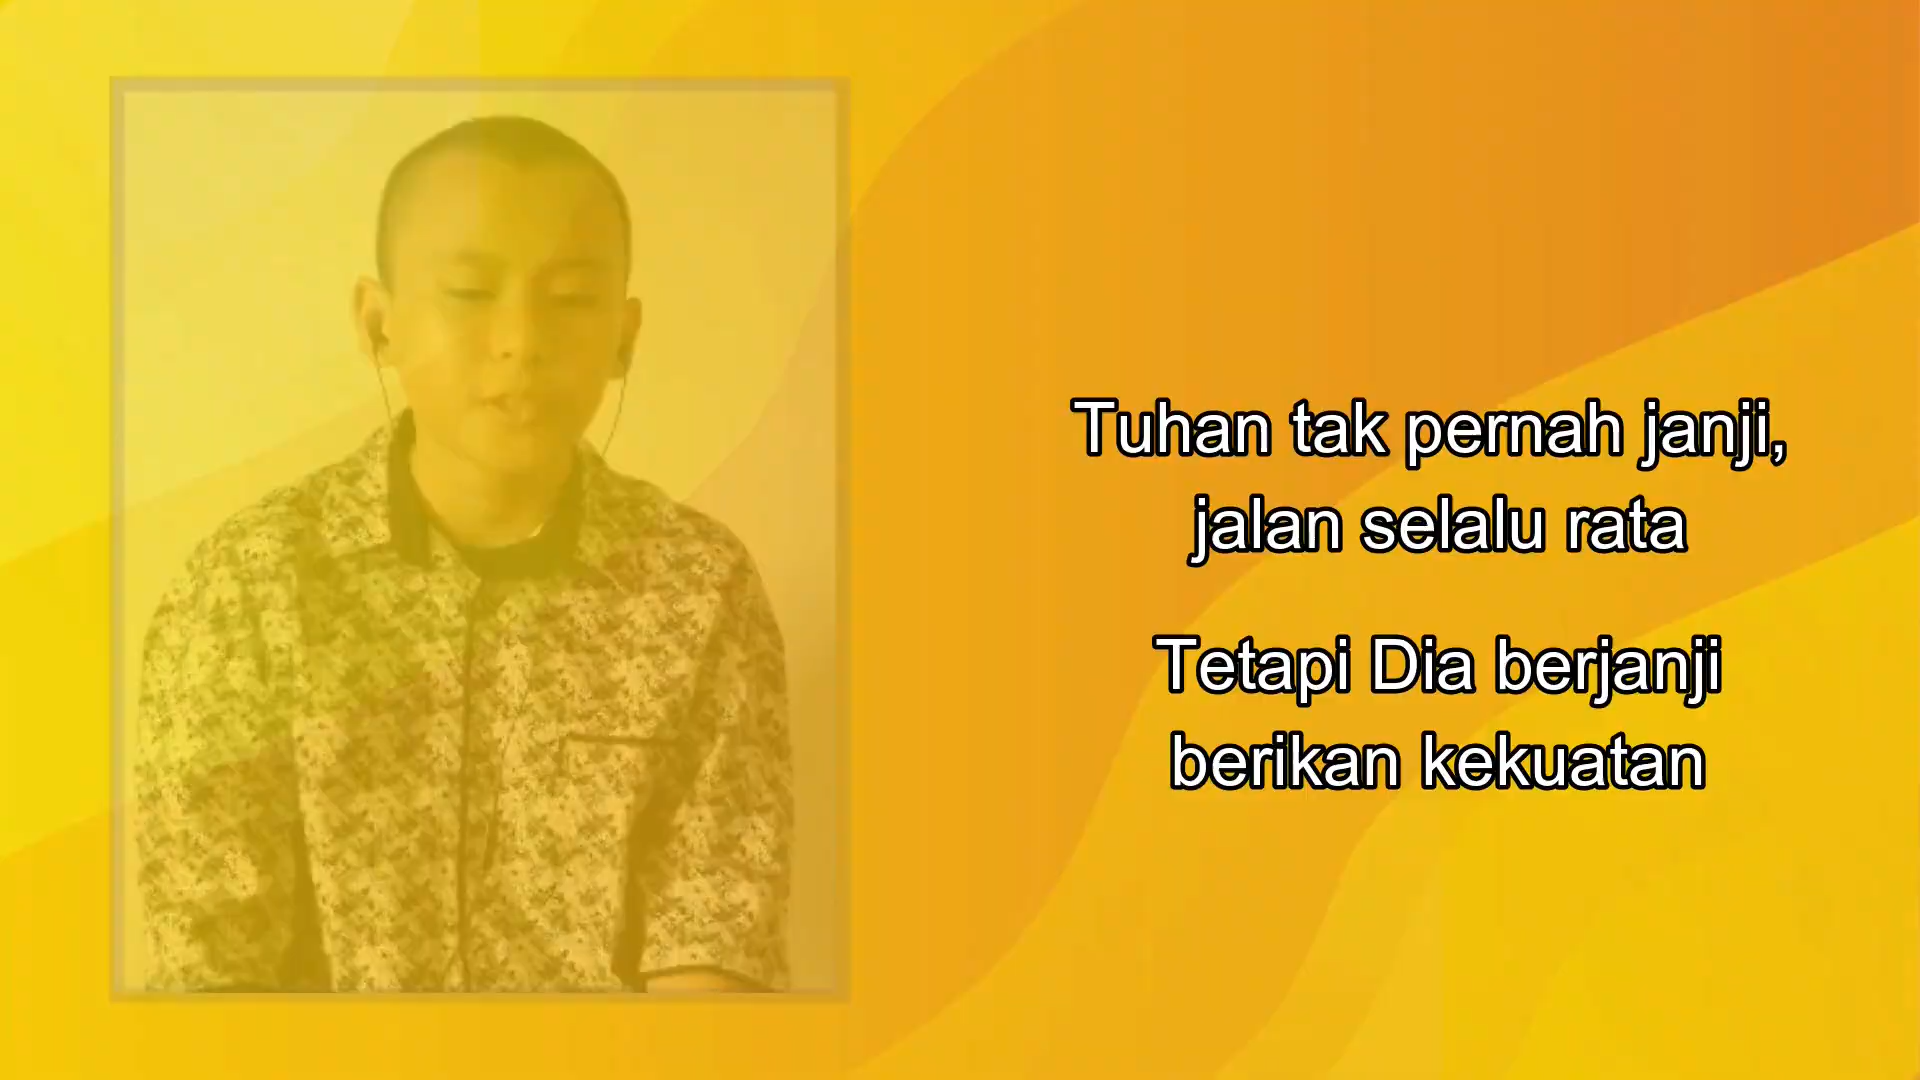 Tuhan tak pernah janji,
jalan selalu rata
Tetapi Dia berjanji
berikan kekuatan